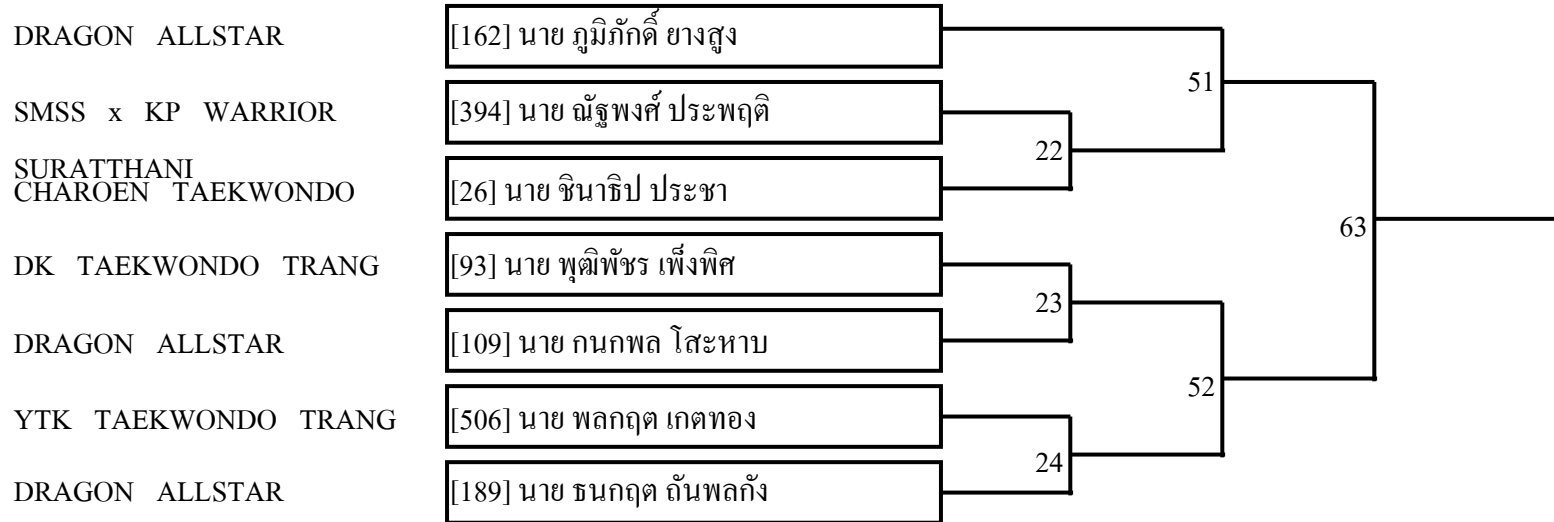 DRAGON ALLSTAR [162] นาย ภูมิภักดิ์ ยางสูง
51
SMSS x KP WARRIOR [394] นาย ณัฐพงศ์ ประพฤติ
22
SURATTHANI
CHAROEN TAEKWONDO [26] นาย ชินาธิป ประชา
63
DK TAEKWONDO TRANG [93] นาย พุฒิพัชร เพ็งพิศ
23
DRAGON ALLSTAR [109] นาย กนกพล โสะหาบ
52
YTK TAEKWONDO TRANG [506] นาย พลกฤต เกตทอง
24
DRAGON ALLSTAR [189] นาย ธนกฤต ถันพลกัง